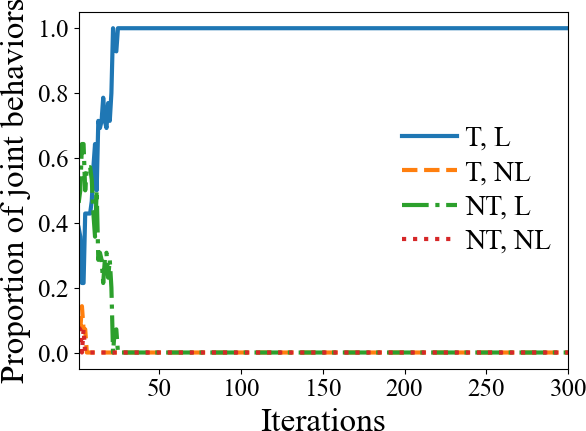 Proportion of joint behaviors
1.0
0.8
0.6
0.4
0.2
0.0
T, L
T, NL
NT, L
NT, NL
50 100 150 200 250 300
Iterations